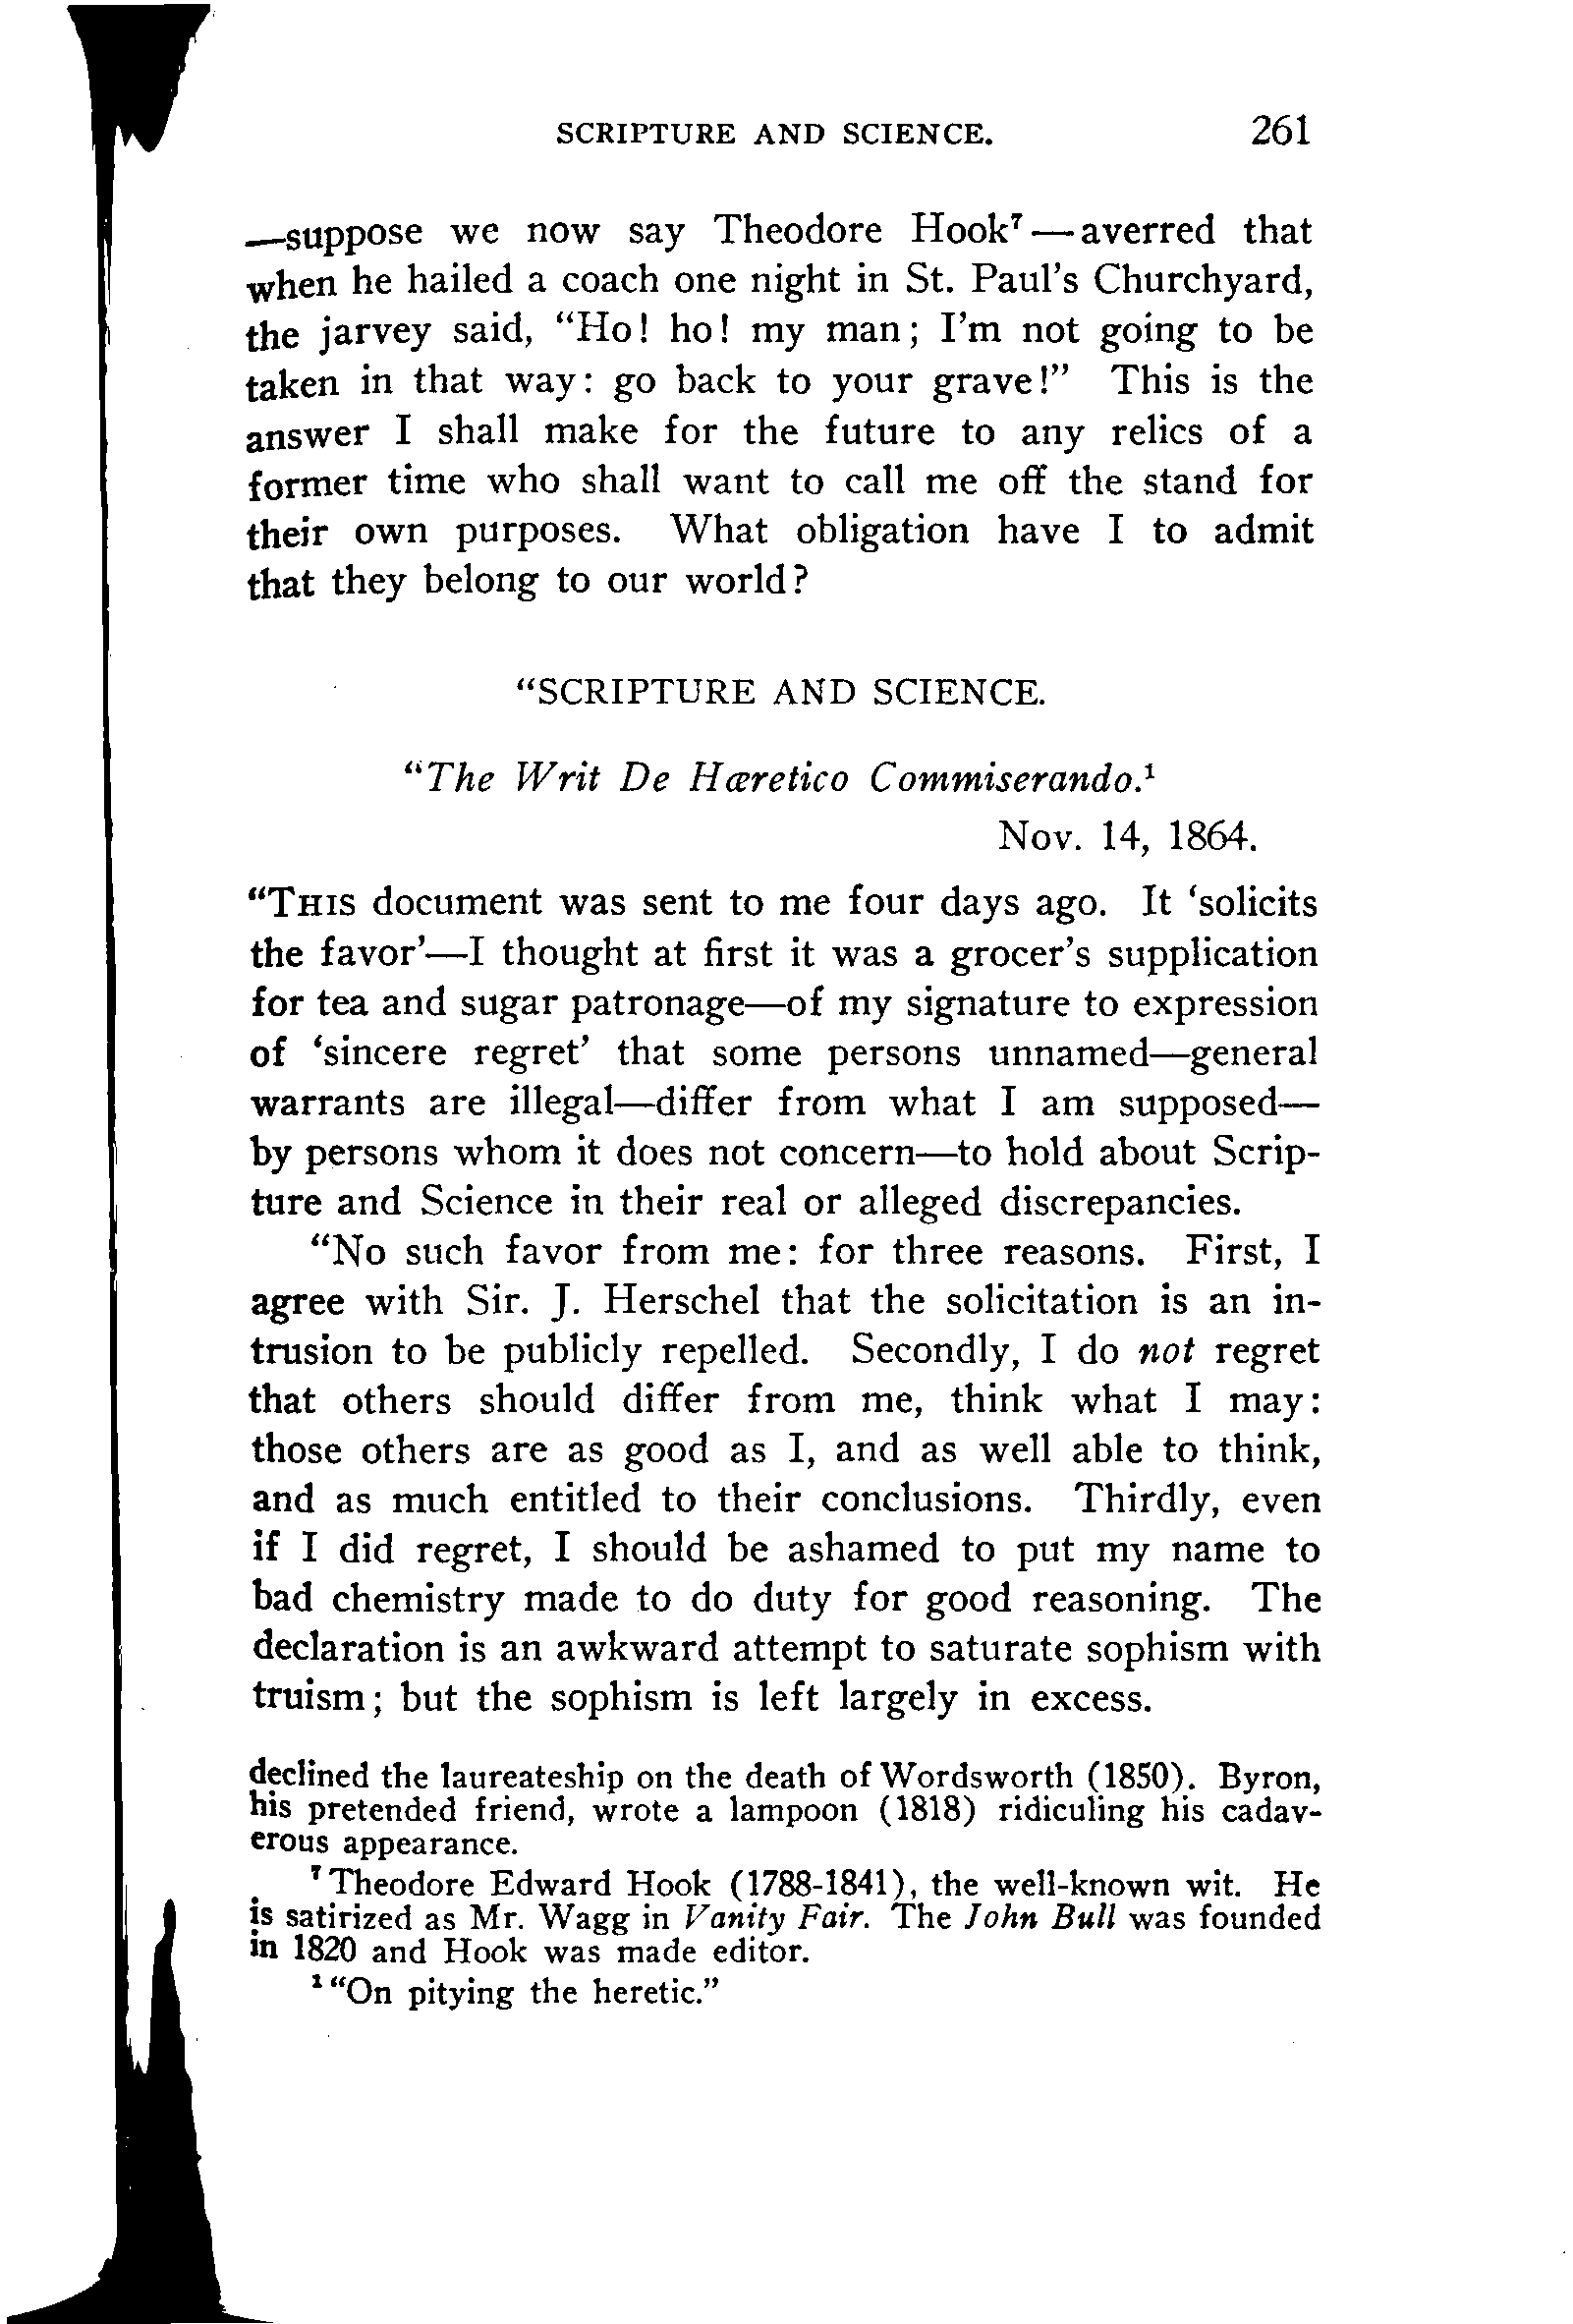 SCRIPTURE AND SCIENCE. 261
—suppose we now say Theodore Hook⁷ — averred that
when he hailed a coach one night in St. Paul's Churchyard,
the jarvey said, "Ho! ho! my man; I'm not going to be
taken in that way: go back to your grave!" This is the
answer I shall make for the future to any relics of a
former time who shall want to call me off the stand for
their own purposes. What obligation have I to admit
that they belong to our world?
"SCRIPTURE AND SCIENCE.
"The Writ De Hæretico Commiserando.¹
Nov. 14, 1864.
"THIS document was sent to me four days ago. It 'solicits
the favor'—I thought at first it was a grocer's supplication
for tea and sugar patronage—of my signature to expression
of 'sincere regret' that some persons unnamed—general
warrants are illegal—differ from what I am supposed—
by persons whom it does not concern—to hold about Scrip-
ture and Science in their real or alleged discrepancies.
"No such favor from me: for three reasons. First, I
agree with Sir. J. Herschel that the solicitation is an in-
trusion to be publicly repelled. Secondly, I do not regret
that others should differ from me, think what I may:
those others are as good as I, and as well able to think,
and as much entitled to their conclusions. Thirdly, even
if I did regret, I should be ashamed to put my name to
bad chemistry made to do duty for good reasoning. The
declaration is an awkward attempt to saturate sophism with
truism; but the sophism is left largely in excess.
declined the laureateship on the death of Wordsworth (1850). Byron,
his pretended friend, wrote a lampoon (1818) ridiculing his cadav-
erous appearance.
⁷ Theodore Edward Hook (1788-1841), the well-known wit. He
is satirized as Mr. Wagg in Vanity Fair. The John Bull was founded
in 1820 and Hook was made editor.
¹ "On pitying the heretic."